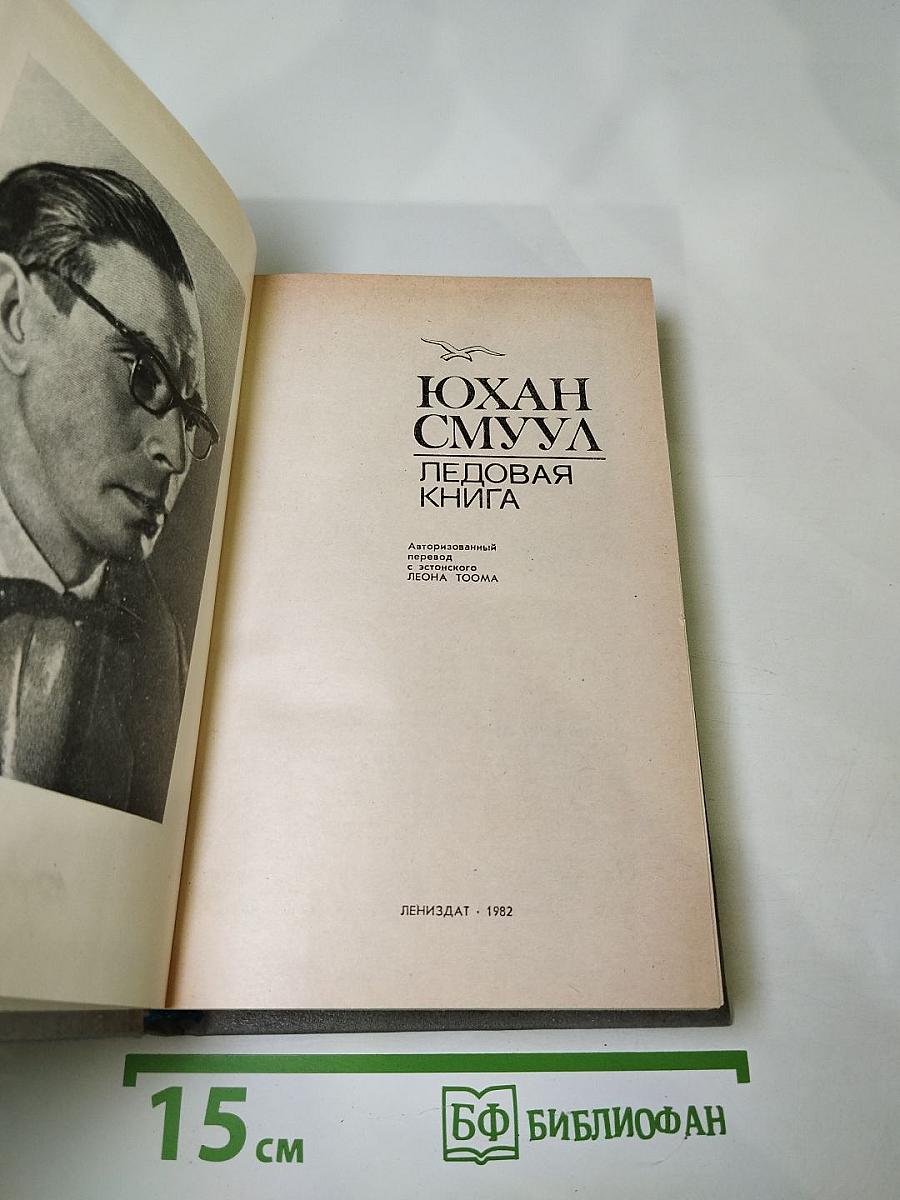 ЮХАН
СМУУЛ
ЛЕДОВАЯ
КНИГА
Авторизованный
перевод
с эстонского
ЛЕОНА ТООМА
ЛЕНИЗДАТ · 1982
15 см
БФ БИБЛИОФАН